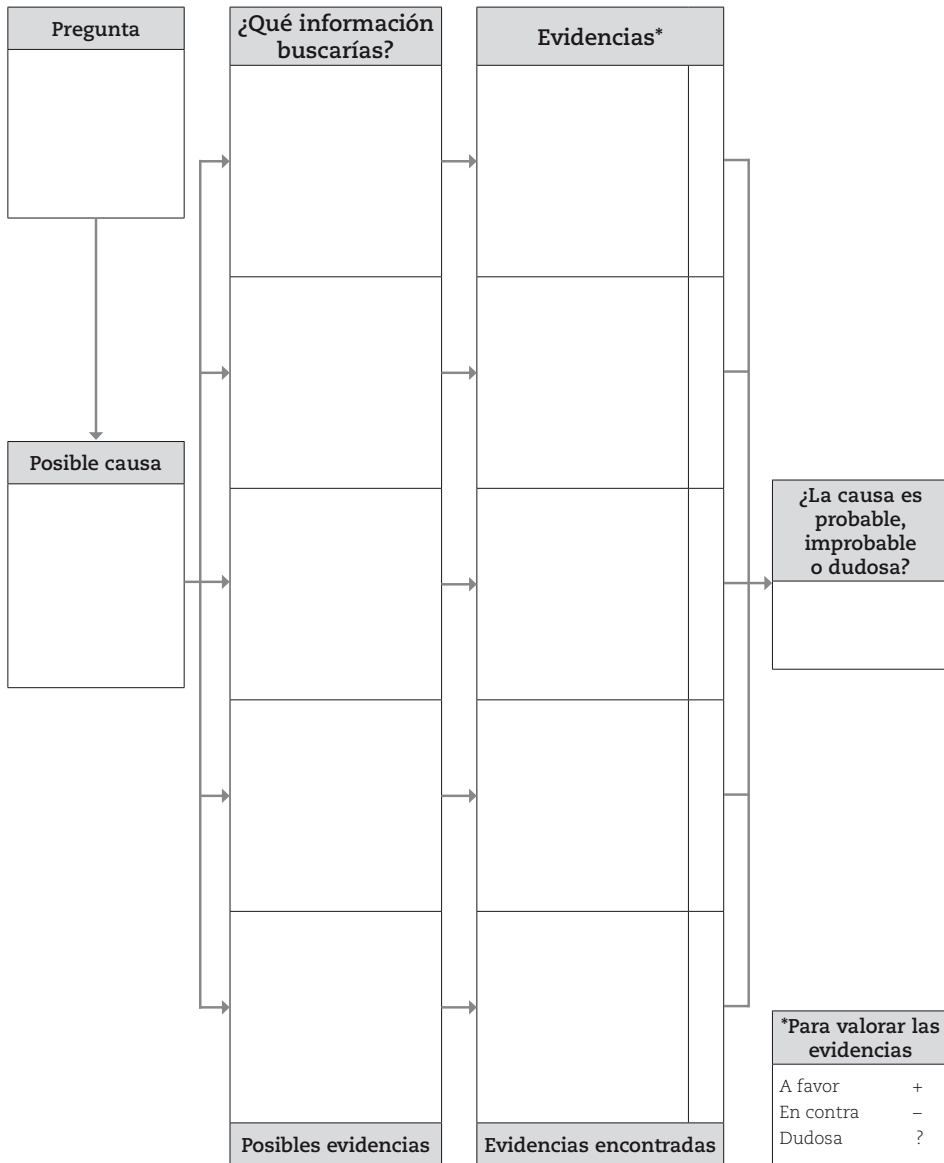 Pregunta
¿Qué información
buscarías?
Evidencias*
Posible causa
¿La causa es
probable,
improbable
o dudosa?
*Para valorar las
evidencias
A favor +
En contra –
Dudosa ?
Posibles evidencias
Evidencias encontradas